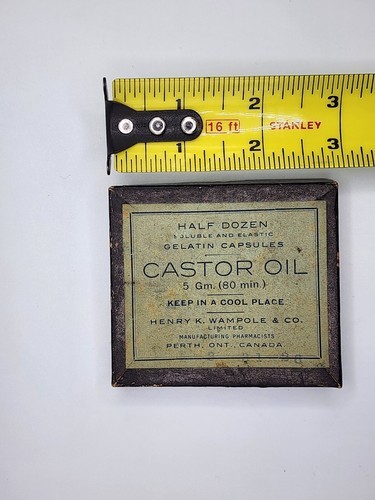 1 2 3
16 ft STANLEY
1 2 3
HALF DOZEN
SOLUBLE AND ELASTIC
GELATIN CAPSULES
CASTOR OIL
5 Gm. (80 min.)
KEEP IN A COOL PLACE
HENRY K. WAMPOLE & CO.
LIMITED
MANUFACTURING PHARMACISTS
PERTH, ONT., CANADA.